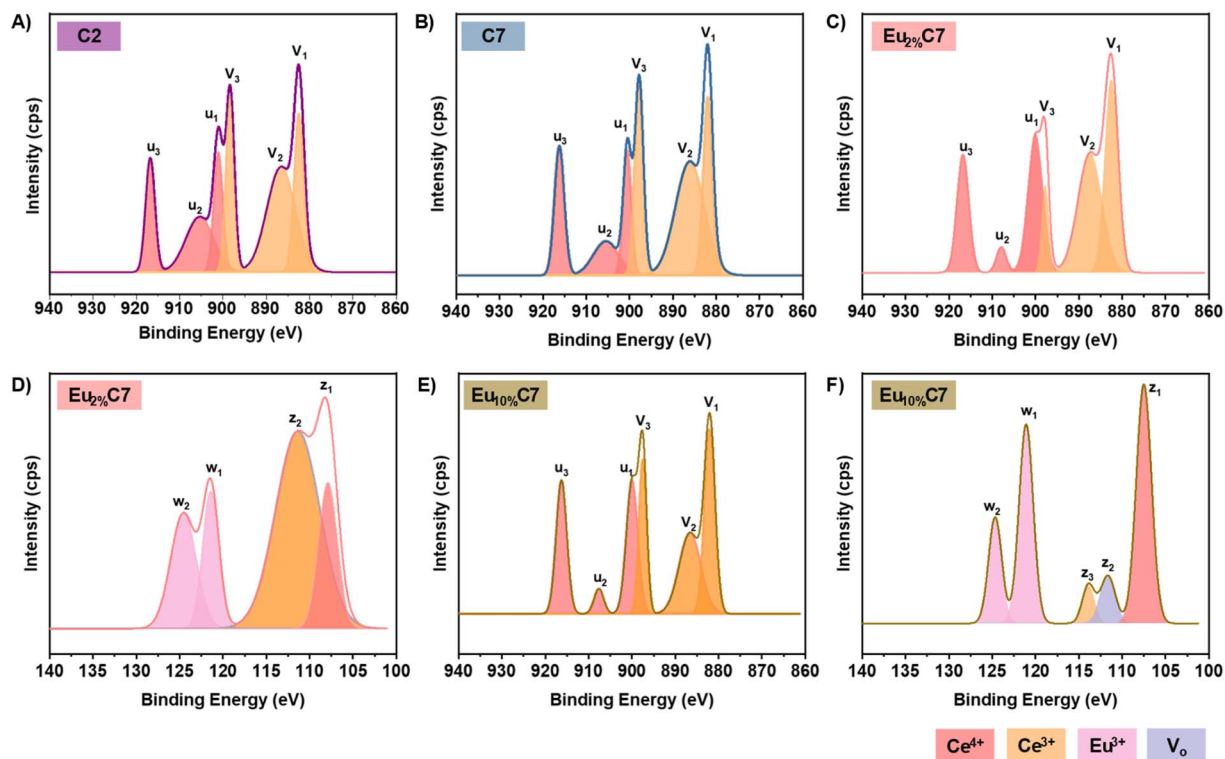 A)
C2
u₃
u₂
u₁
V₃
V₂
V₁
Intensity (cps)
940 930 920 910 900 890 880 870 860
Binding Energy (eV)
B)
C7
u₃
u₂
u₁
V₃
V₂
V₁
Intensity (cps)
940 930 920 910 900 890 880 870 860
Binding Energy (eV)
C)
Eu₂%C7
u₃
u₂
u₁
V₃
V₂
V₁
Intensity (cps)
940 930 920 910 900 890 880 870 860
Binding Energy (eV)
D)
Eu₂%C7
w₂
w₁
z₂
z₁
Intensity (cps)
140 135 130 125 120 115 110 105 100
Binding Energy (eV)
E)
Eu₁₀%C7
u₃
u₂
u₁
V₃
V₂
V₁
Intensity (cps)
940 930 920 910 900 890 880 870 860
Binding Energy (eV)
F)
Eu₁₀%C7
w₂
w₁
z₃
z₂
z₁
Intensity (cps)
140 135 130 125 120 115 110 105 100
Binding Energy (eV)
Ce⁴⁺ Ce³⁺ Eu³⁺ Vₒ